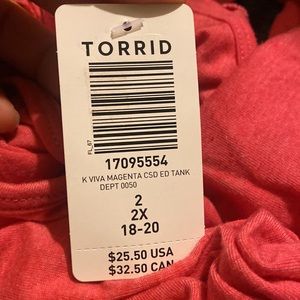 TORRID
FL_67
17095554
K VIVA MAGENTA CSD ED TANK
DEPT 0050
2
2X
18-20
$25.50 USA
$32.50 CAN